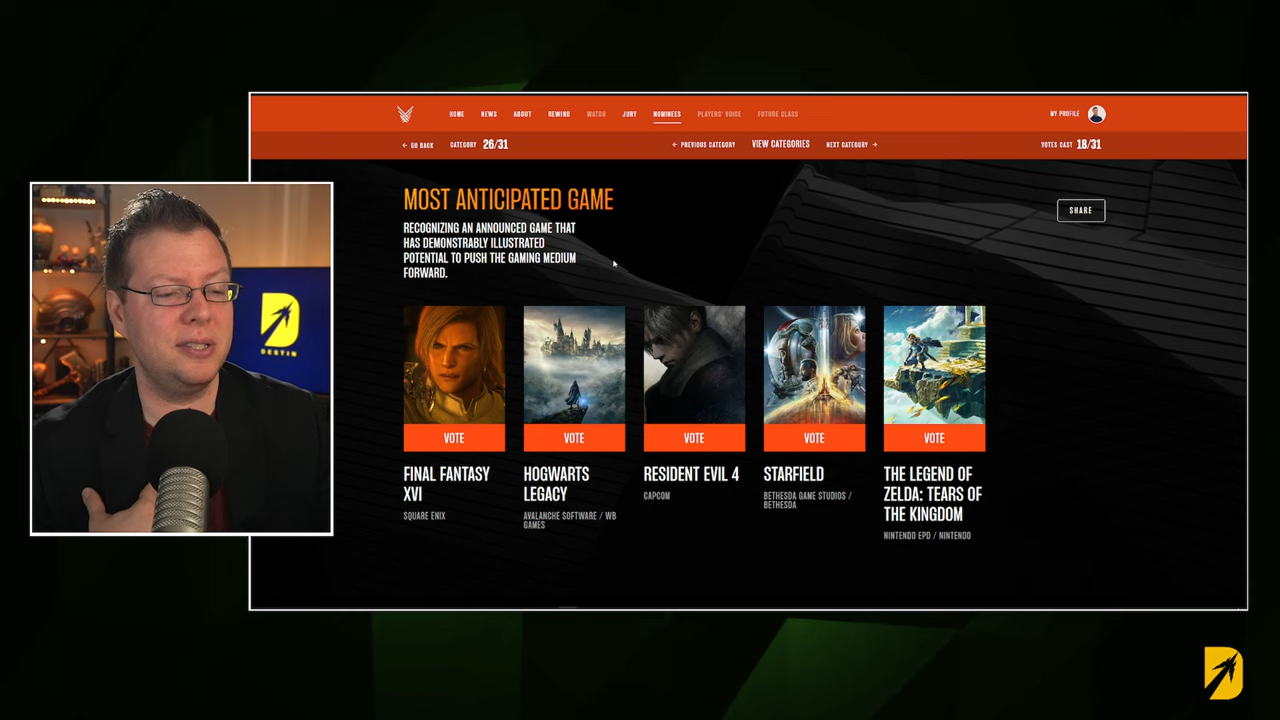 HOME NEWS ABOUT REWIND WATCH JURY NOMINEES PLAYERS' VOICE FUTURE CLASS MY PROFILE
← GO BACK CATEGORY 26/31 ← PREVIOUS CATEGORY VIEW CATEGORIES NEXT CATEGORY → VOTES CAST 18/31
MOST ANTICIPATED GAME
SHARE
RECOGNIZING AN ANNOUNCED GAME THAT
HAS DEMONSTRABLY ILLUSTRATED
POTENTIAL TO PUSH THE GAMING MEDIUM
FORWARD.
VOTE
FINAL FANTASY
XVI
SQUARE ENIX
VOTE
HOGWARTS
LEGACY
AVALANCHE SOFTWARE / WB
GAMES
VOTE
RESIDENT EVIL 4
CAPCOM
VOTE
STARFIELD
BETHESDA GAME STUDIOS /
BETHESDA
VOTE
THE LEGEND OF
ZELDA: TEARS OF
THE KINGDOM
NINTENDO EPD / NINTENDO
DESTIN